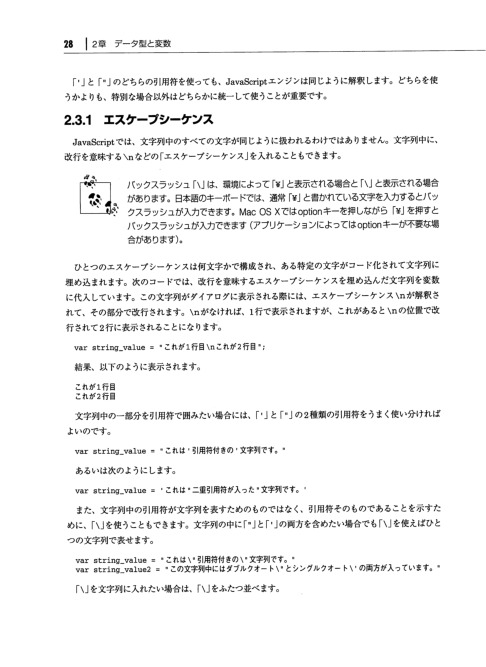 28 2章 データ型と変数
「'」と「"」のどちらの引用符を使っても、JavaScriptエンジンは同じように解釈します。どちらを使
うかよりも、特別な場合以外はどちらかに統一して使うことが重要です。
2.3.1 エスケープシーケンス
JavaScriptでは、文字列中のすべての文字が同じように扱われるわけではありません。文字列中に、
改行を意味する\nなどの「エスケープシーケンス」を入れることもできます。
バックスラッシュ「\」は、環境によって「¥」と表示される場合と「\」と表示される場合
があります。日本語のキーボードでは、通常「¥」と書かれている文字を入力するとバッ
クスラッシュが入力できます。Mac OS Xではoptionキーを押しながら「¥」を押すと
バックスラッシュが入力できます（アプリケーションによってはoptionキーが不要な場
合があります）。
ひとつのエスケープシーケンスは何文字かで構成され、ある特定の文字がコード化されて文字列に
埋め込まれます。次のコードでは、改行を意味するエスケープシーケンスを埋め込んだ文字列を変数
に代入しています。この文字列がダイアログに表示される際には、エスケープシーケンス\nが解釈さ
れて、その部分で改行されます。\nがなければ、1行で表示されますが、これがあると\nの位置で改
行されて2行に表示されることになります。
var string_value = "これが1行目\nこれが2行目";
結果、以下のように表示されます。
これが1行目
これが2行目
文字列中の一部分を引用符で囲みたい場合には、「'」と「"」の2種類の引用符をうまく使い分ければ
よいのです。
var string_value = "これは'引用符付きの'文字列です。"
あるいは次のようにします。
var string_value = 'これは"二重引用符が入った"文字列です。'
また、文字列中の引用符が文字列を表すためのものではなく、引用符そのものであることを示すた
めに、「\」を使うこともできます。文字列の中に「"」と「'」の両方を含めたい場合でも「\」を使えばひと
つの文字列で表せます。
var string_value = "これは\"引用符付きの\"文字列です。"
var string_value2 = "この文字列中にはダブルクオート\"とシングルクオート\'の両方が入っています。"
「\」を文字列に入れたい場合は、「\」をふたつ並べます。